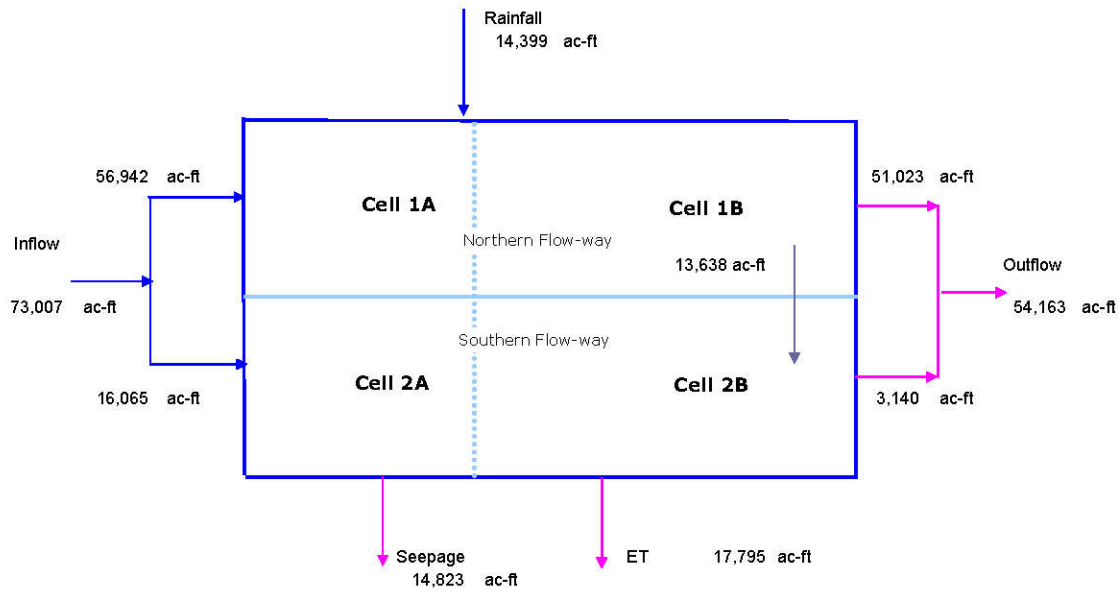 Rainfall
14,399 ac-ft
56,942 ac-ft
51,023 ac-ft
Cell 1A
Cell 1B
Inflow
Northern Flow-way
13,638 ac-ft
Outflow
73,007 ac-ft
54,163 ac-ft
Southern Flow-way
Cell 2A
Cell 2B
16,065 ac-ft
3,140 ac-ft
Seepage
14,823 ac-ft
ET 17,795 ac-ft